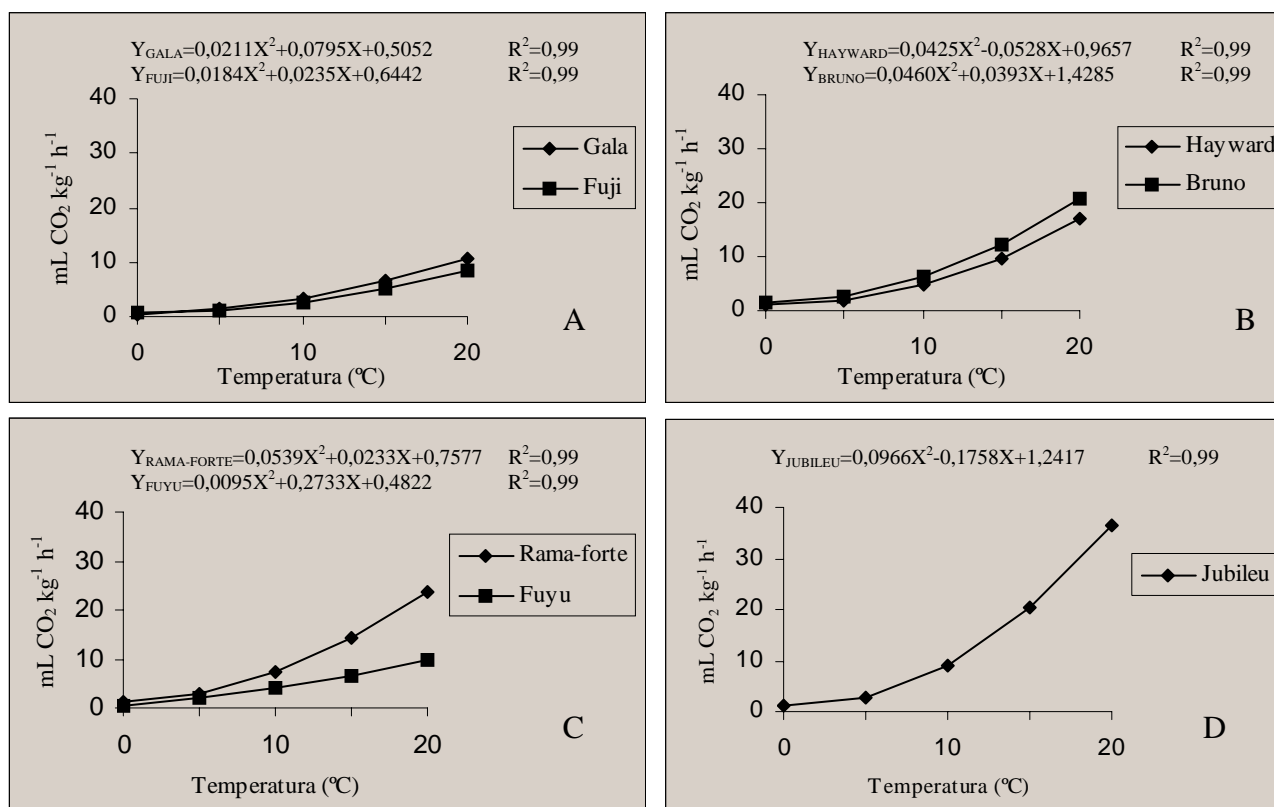 Y_GALA=0,0211X²+0,0795X+0,5052 R²=0,99
Y_FUJI=0,0184X²+0,0235X+0,6442 R²=0,99
40
30
20
10
0
mL CO₂ kg⁻¹ h⁻¹
Gala
Fuji
A
0 10 20
Temperatura (ºC)
Y_HAYWARD=0,0425X²-0,0528X+0,9657 R²=0,99
Y_BRUNO=0,0460X²+0,0393X+1,4285 R²=0,99
40
30
20
10
0
mL CO₂ kg⁻¹ h⁻¹
Hayward
Bruno
B
0 10 20
Temperatura (ºC)
Y_RAMA-FORTE=0,0539X²+0,0233X+0,7577 R²=0,99
Y_FUYU=0,0095X²+0,2733X+0,4822 R²=0,99
40
30
20
10
0
mL CO₂ kg⁻¹ h⁻¹
Rama-forte
Fuyu
C
0 10 20
Temperatura (ºC)
Y_JUBILEU=0,0966X²-0,1758X+1,2417 R²=0,99
40
30
20
10
0
mL CO₂ kg⁻¹ h⁻¹
Jubileu
D
0 10 20
Temperatura (ºC)